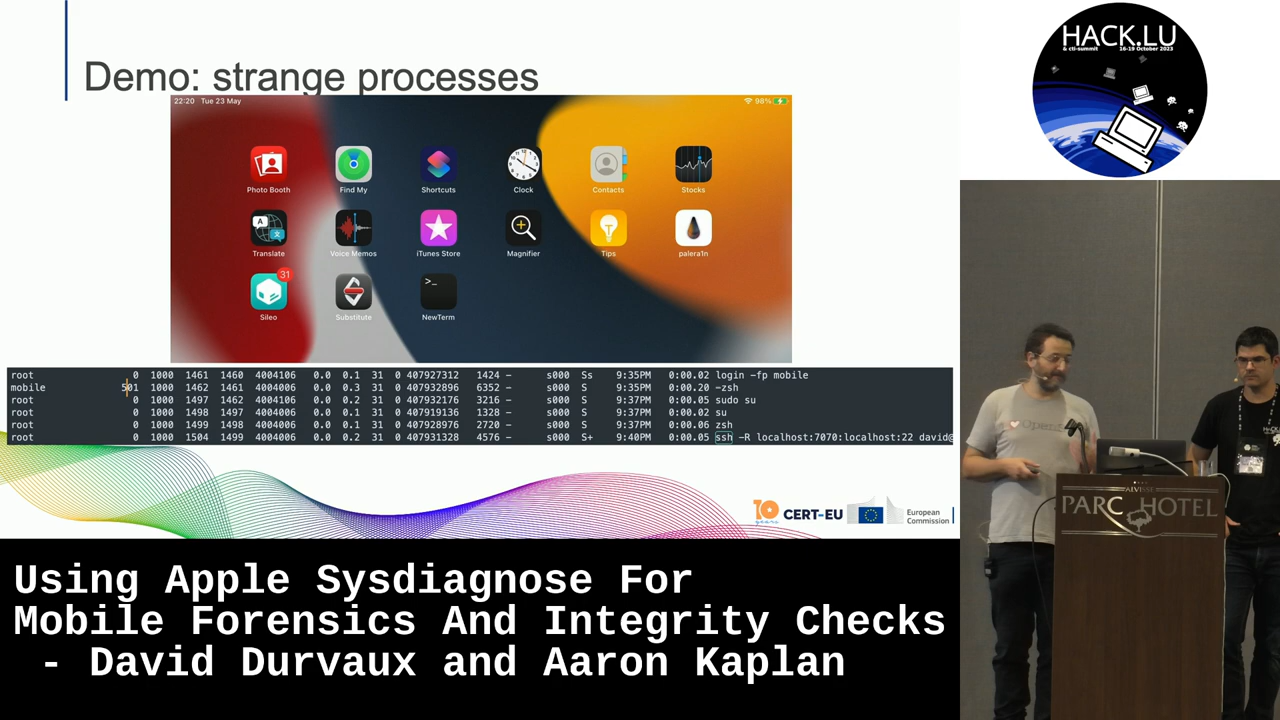 Demo: strange processes
22:20 Tue 23 May
98%
Photo Booth
Find My
Shortcuts
Clock
Contacts
Stocks
Translate
Voice Memos
iTunes Store
Magnifier
Tips
palera1n
31
Sileo
Substitute
>_
NewTerm
root 0 1000 1461 1460 4004106 0.0 0.1 31 0 407927312 1424 - s000 Ss 9:35PM 0:00.02 login -fp mobile
mobile 501 1000 1462 1461 4004006 0.0 0.3 31 0 407932896 6352 - s000 S 9:35PM 0:00.20 -zsh
root 0 1000 1497 1462 4004106 0.0 0.2 31 0 407932176 3216 - s000 S 9:37PM 0:00.05 sudo su
root 0 1000 1498 1497 4004006 0.0 0.1 31 0 407919136 1328 - s000 S 9:37PM 0:00.02 su
root 0 1000 1499 1498 4004006 0.0 0.1 31 0 407928976 2720 - s000 S 9:37PM 0:00.06 zsh
root 0 1000 1504 1499 4004006 0.0 0.2 31 0 407931328 4576 - s000 S+ 9:40PM 0:00.05 ssh -R localhost:7070:localhost:22 david@
10 years
CERT-EU
European
Commission
HACK.LU
& cti-summit 16-19 October 2023
ALVISSE
PARC HOTEL
Using Apple Sysdiagnose For
Mobile Forensics And Integrity Checks
- David Durvaux and Aaron Kaplan